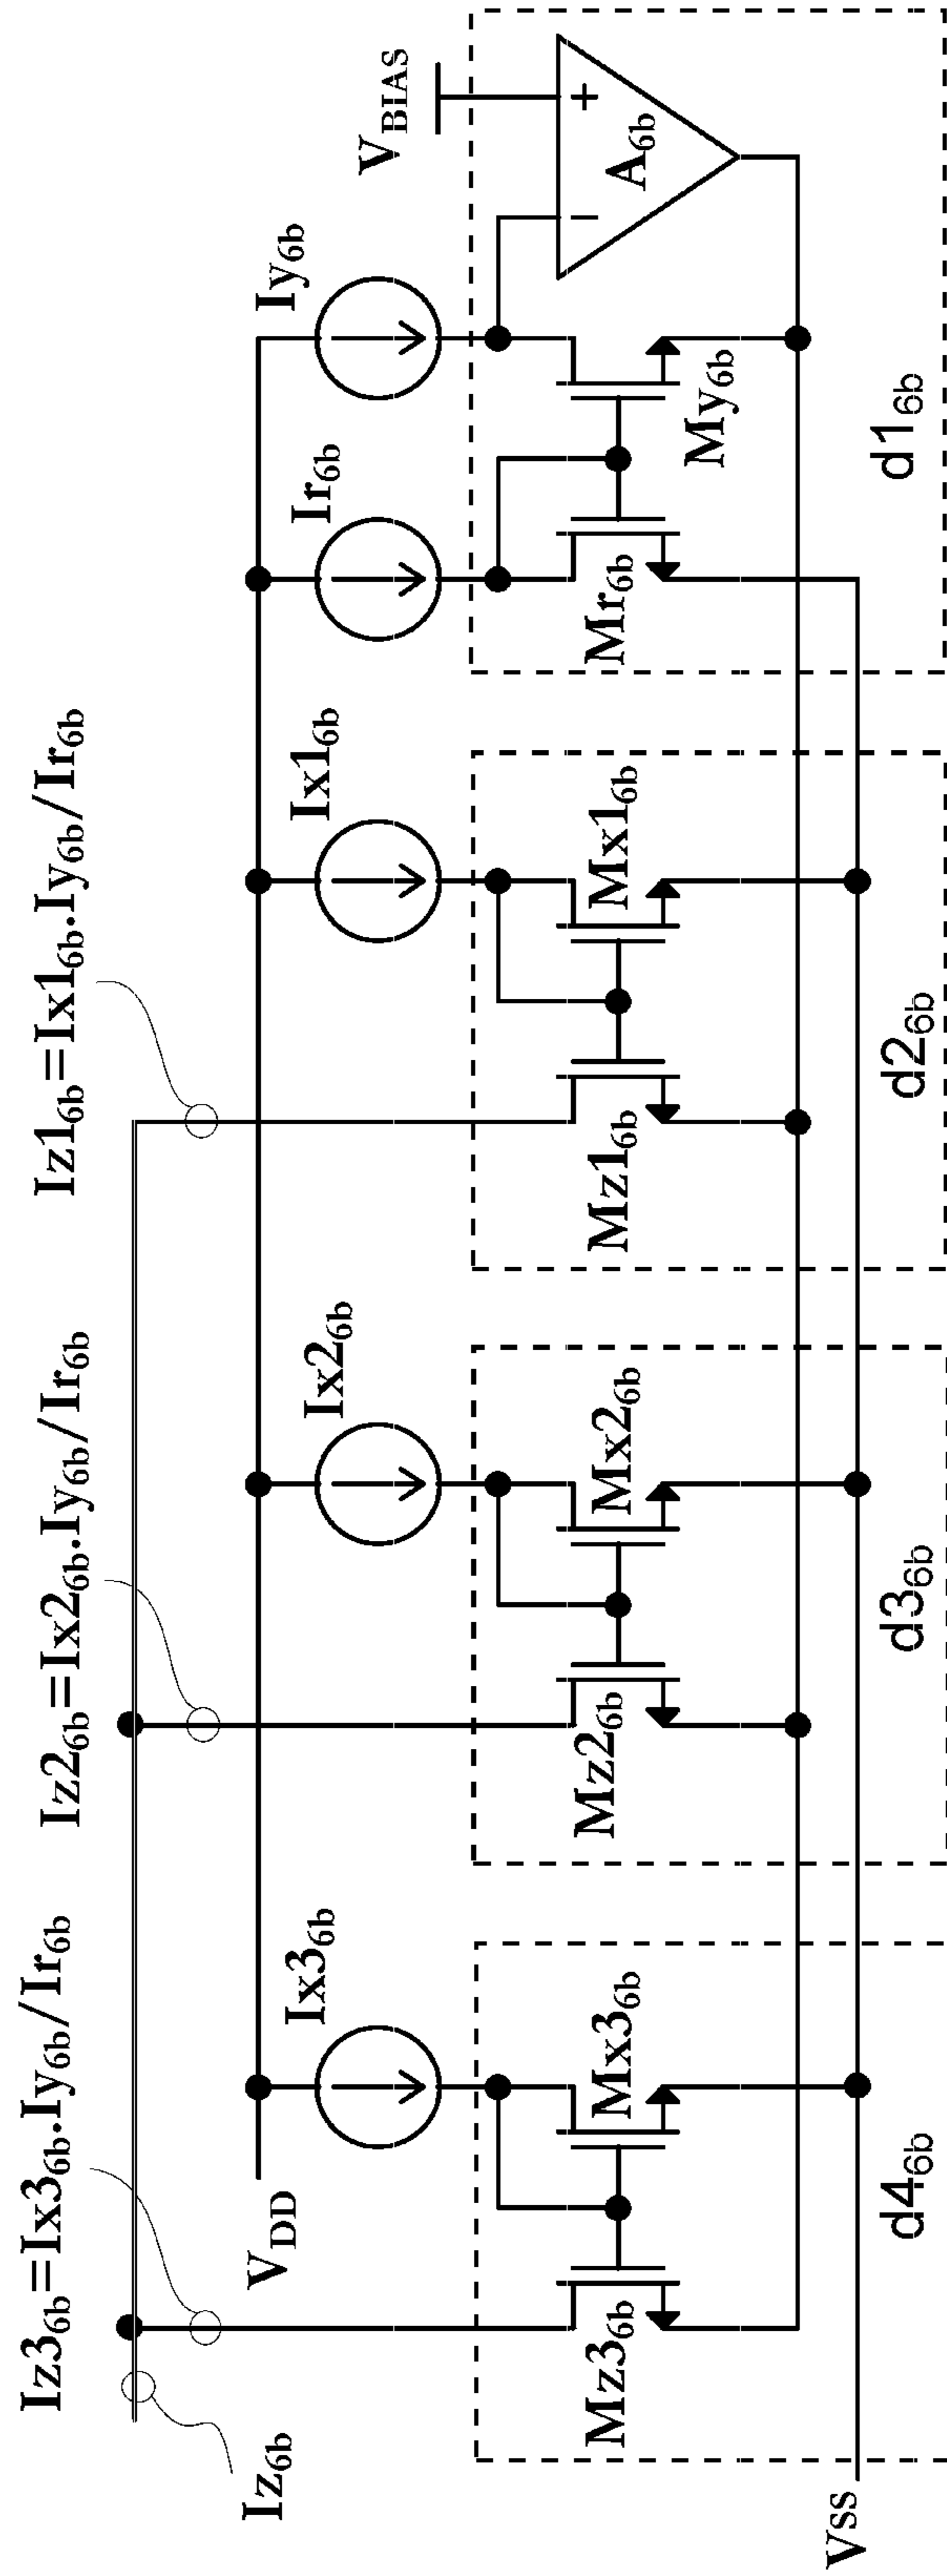 Iz36b=Ix36b.Iy6b/Ir6b
Iz26b=Ix26b.Iy6b/Ir6b
Iz16b=Ix16b.Iy6b/Ir6b
Iz6b
VDD
Ix36b
Ix26b
Ix16b
Ir6b
Iy6b
VBIAS
Mz36b
Mx36b
Mz26b
Mx26b
Mz16b
Mx16b
Mr6b
My6b
−
+
A6b
d46b
d36b
d26b
d16b
Vss